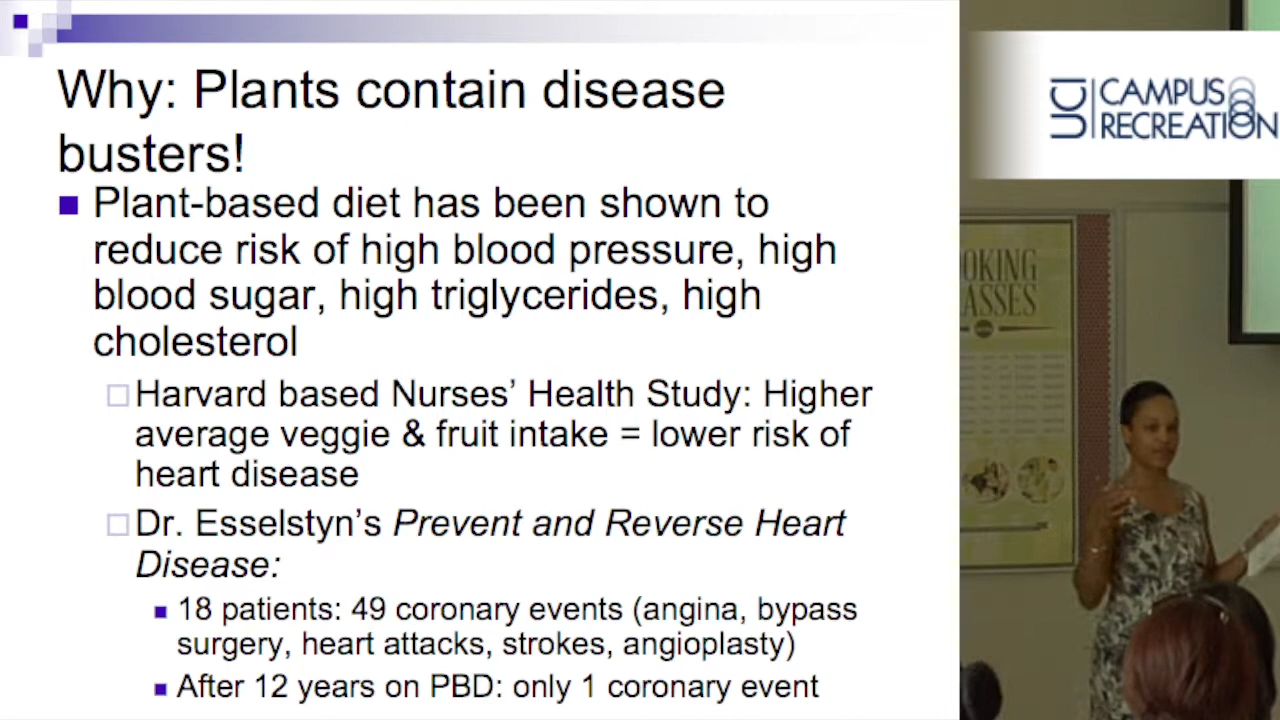 Why: Plants contain disease
busters!
Plant-based diet has been shown to
reduce risk of high blood pressure, high
blood sugar, high triglycerides, high
cholesterol
Harvard based Nurses’ Health Study: Higher
average veggie & fruit intake = lower risk of
heart disease
Dr. Esselstyn’s Prevent and Reverse Heart
Disease:
18 patients: 49 coronary events (angina, bypass
surgery, heart attacks, strokes, angioplasty)
After 12 years on PBD: only 1 coronary event
UCI
CAMPUS
RECREATION
OKING
ASSES